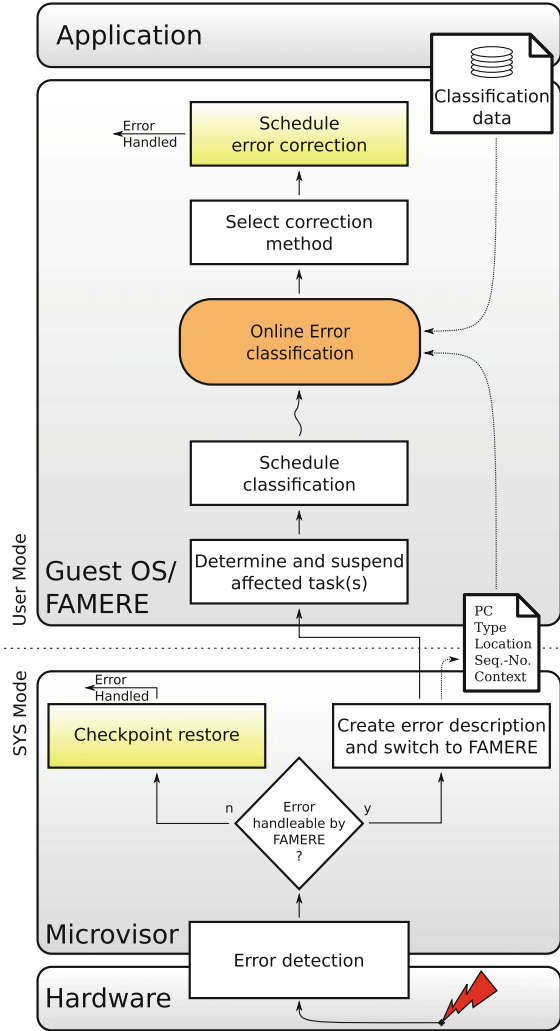 Application
Classification
data
Schedule
error correction
Error
Handled
Select correction
method
Online Error
classification
Schedule
classification
Determine and suspend
affected task(s)
Guest OS/
FAMERE
User Mode
PC
Type
Location
Seq.-No.
Context
SYS Mode
Error
Handled
Checkpoint restore
Create error description
and switch to FAMERE
n
Error
handleable by
FAMERE
?
y
Microvisor
Error detection
Hardware